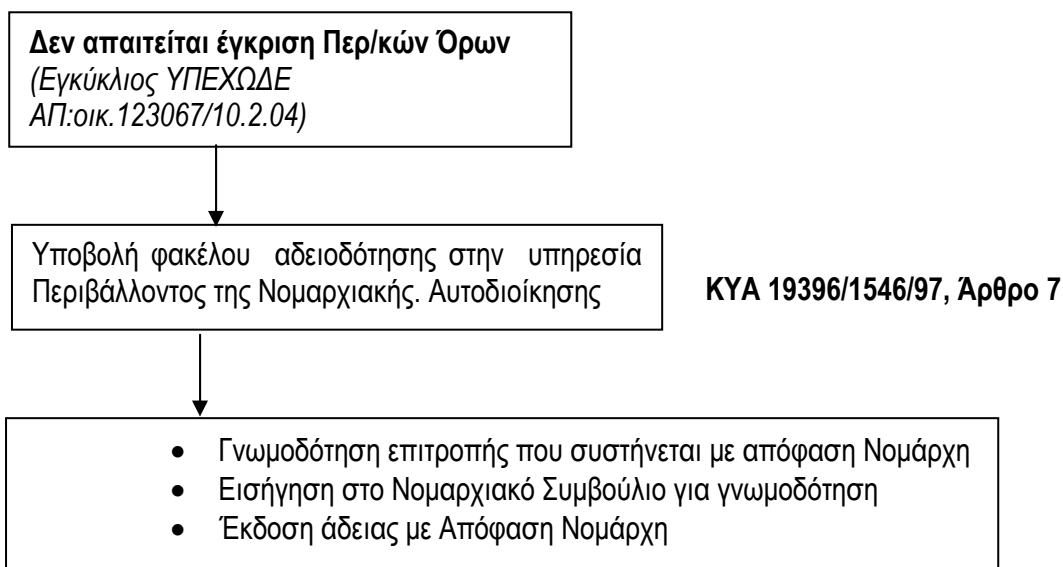 Δεν απαιτείται έγκριση Περ/κών Όρων
(Εγκύκλιος ΥΠΕΧΩΔΕ
ΑΠ:οικ.123067/10.2.04)
Υποβολή φακέλου αδειοδότησης στην υπηρεσία
Περιβάλλοντος της Νομαρχιακής. Αυτοδιοίκησης
ΚΥΑ 19396/1546/97, Άρθρο 7
• Γνωμοδότηση επιτροπής που συστήνεται με απόφαση Νομάρχη
• Εισήγηση στο Νομαρχιακό Συμβούλιο για γνωμοδότηση
• Έκδοση άδειας με Απόφαση Νομάρχη